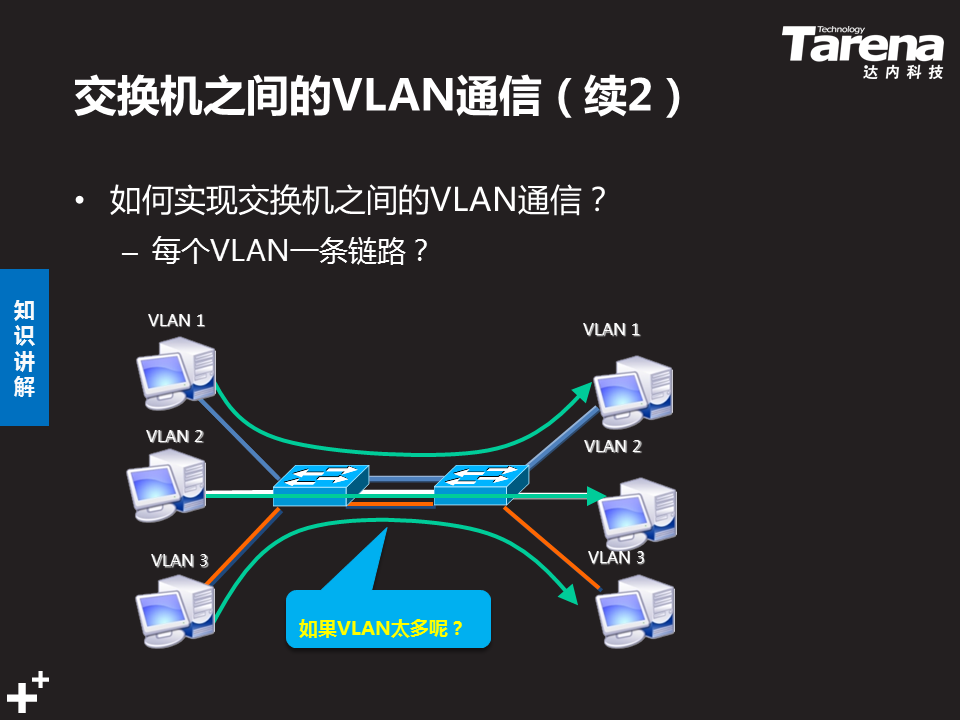 Technology
Tarena
达内科技
交换机之间的VLAN通信（续2）
• 如何实现交换机之间的VLAN通信？
– 每个VLAN一条链路？
知识讲解
VLAN 1
VLAN 1
VLAN 2
VLAN 2
VLAN 3
VLAN 3
如果VLAN太多呢？